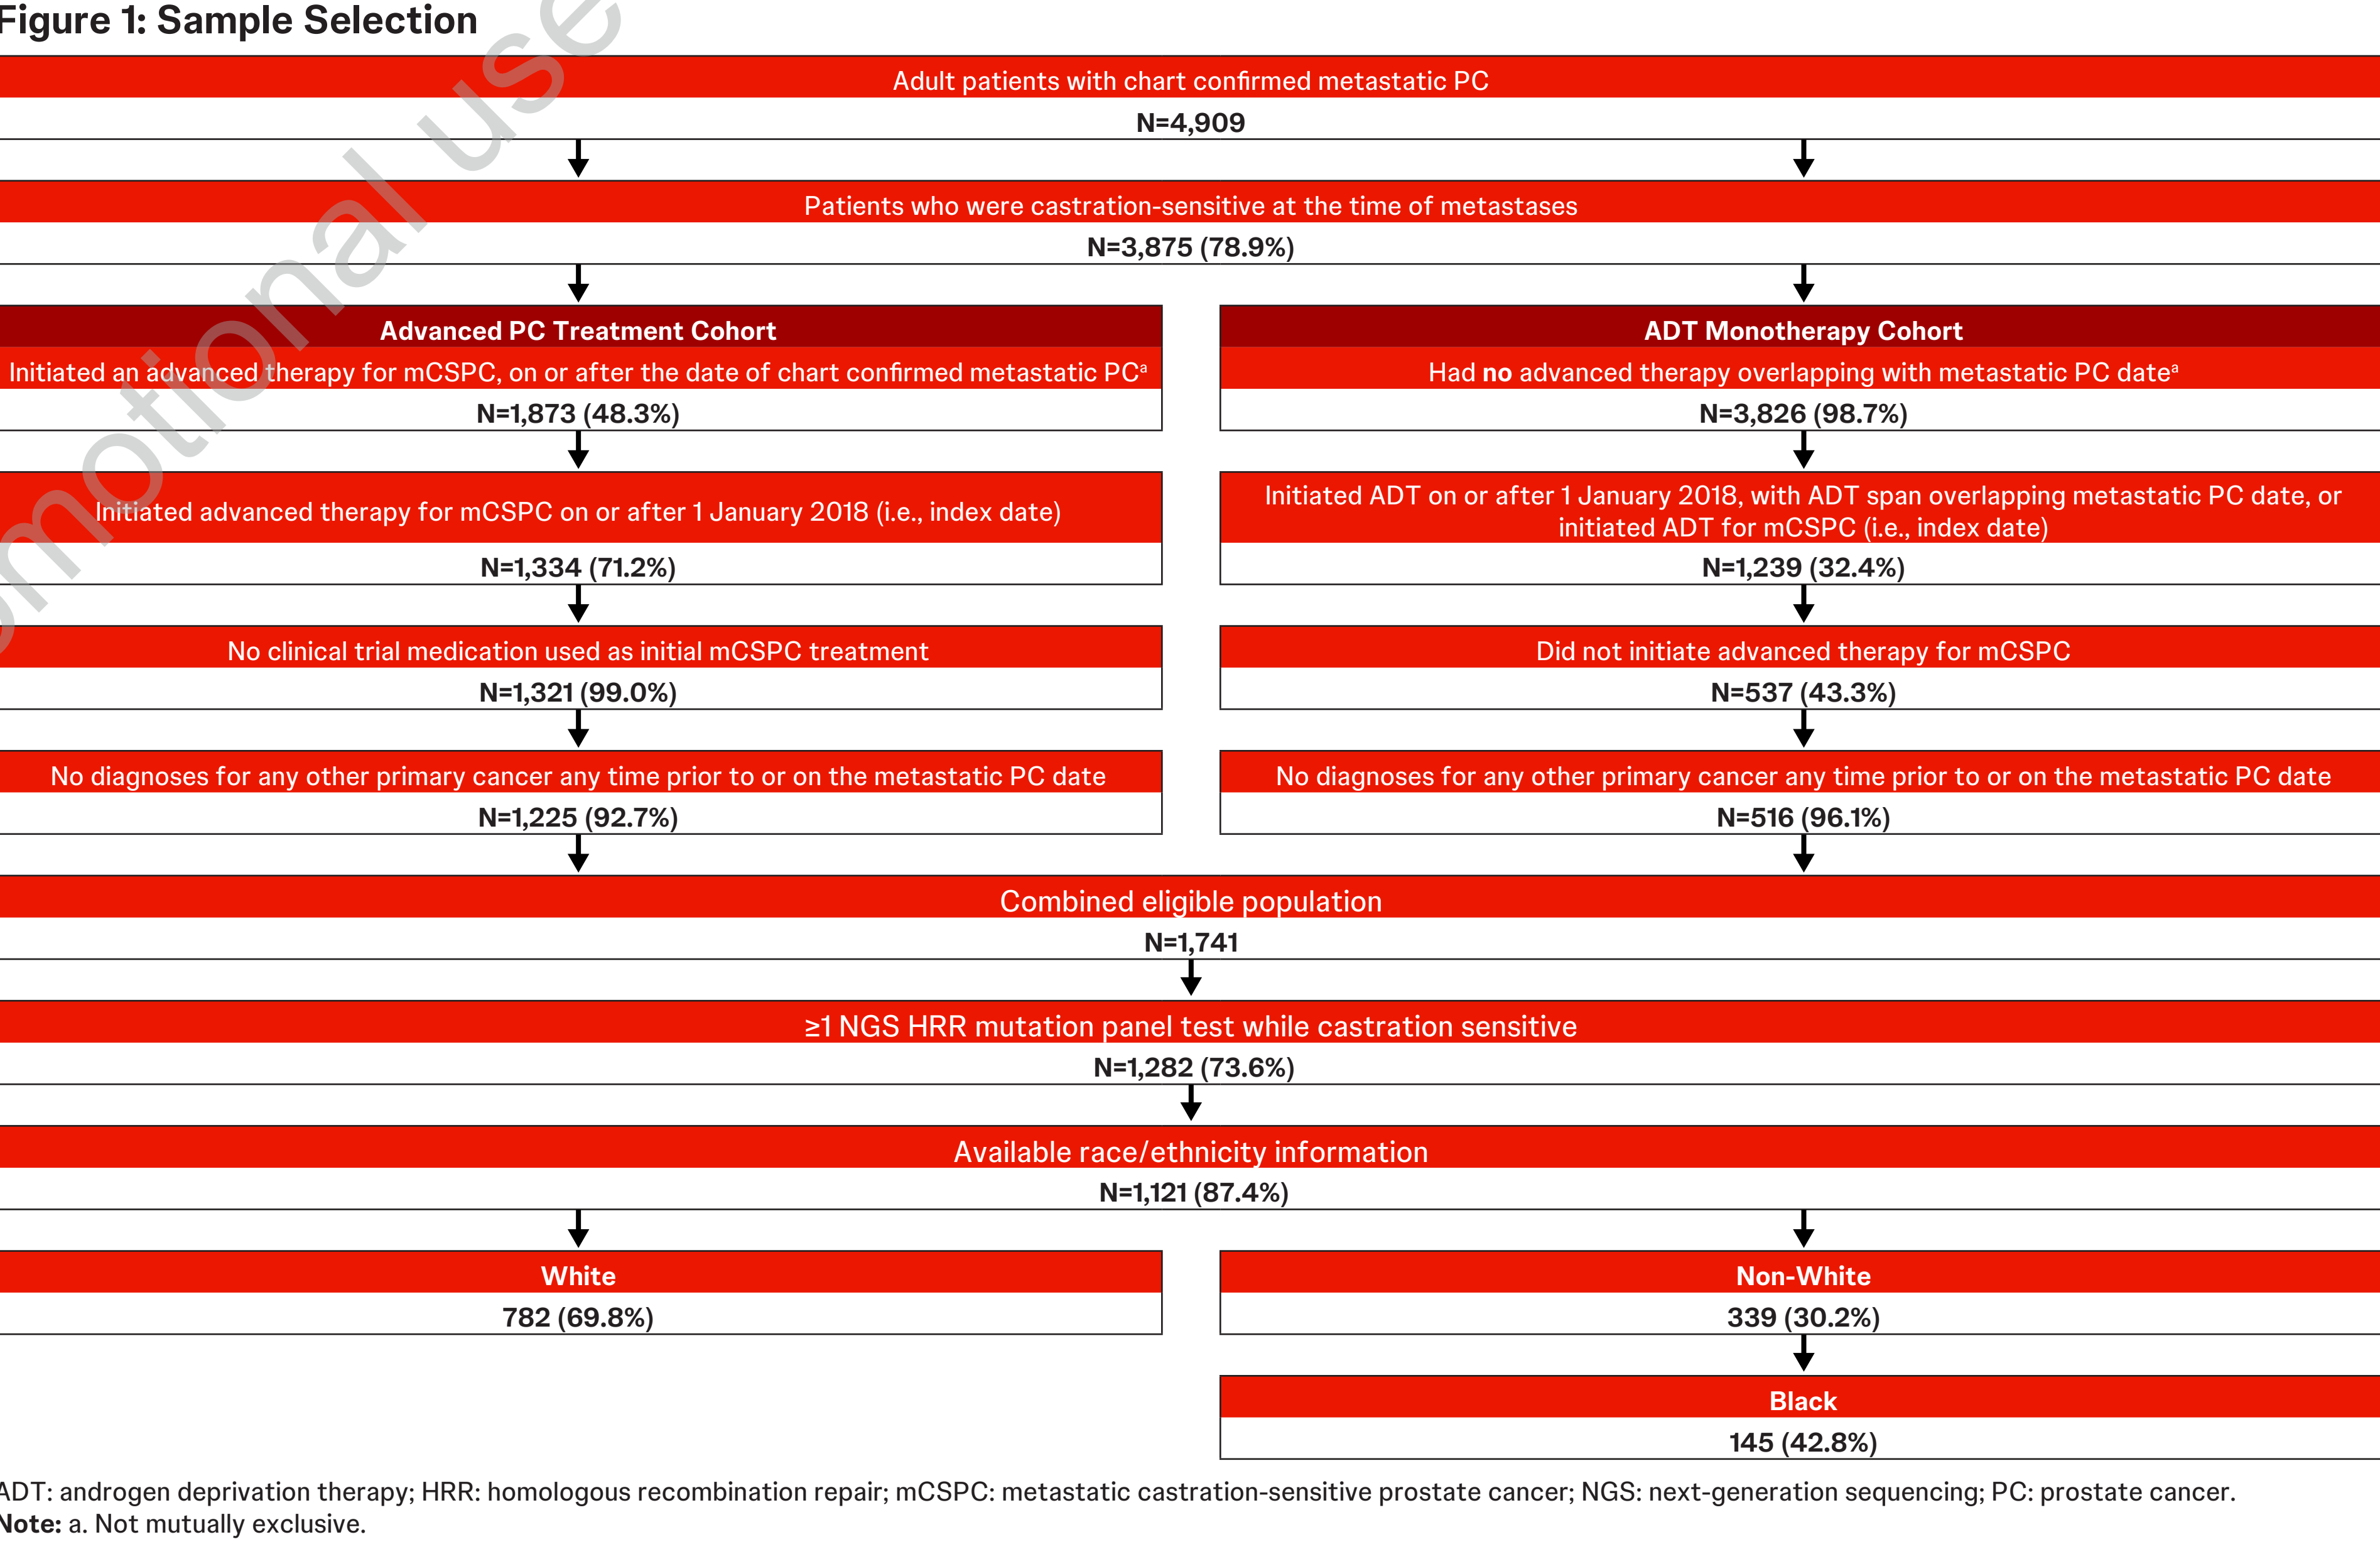 Figure 1: Sample Selection
Adult patients with chart confirmed metastatic PC
N=4,909
Patients who were castration-sensitive at the time of metastases
N=3,875 (78.9%)
Advanced PC Treatment Cohort
Initiated an advanced therapy for mCSPC, on or after the date of chart confirmed metastatic PCᵃ
N=1,873 (48.3%)
ADT Monotherapy Cohort
Had no advanced therapy overlapping with metastatic PC dateᵃ
N=3,826 (98.7%)
Initiated advanced therapy for mCSPC on or after 1 January 2018 (i.e., index date)
N=1,334 (71.2%)
Initiated ADT on or after 1 January 2018, with ADT span overlapping metastatic PC date, or
initiated ADT for mCSPC (i.e., index date)
N=1,239 (32.4%)
No clinical trial medication used as initial mCSPC treatment
N=1,321 (99.0%)
Did not initiate advanced therapy for mCSPC
N=537 (43.3%)
No diagnoses for any other primary cancer any time prior to or on the metastatic PC date
N=1,225 (92.7%)
No diagnoses for any other primary cancer any time prior to or on the metastatic PC date
N=516 (96.1%)
Combined eligible population
N=1,741
≥1 NGS HRR mutation panel test while castration sensitive
N=1,282 (73.6%)
Available race/ethnicity information
N=1,121 (87.4%)
White
782 (69.8%)
Non-White
339 (30.2%)
Black
145 (42.8%)
ADT: androgen deprivation therapy; HRR: homologous recombination repair; mCSPC: metastatic castration-sensitive prostate cancer; NGS: next-generation sequencing; PC: prostate cancer.
Note: a. Not mutually exclusive.
omotional use